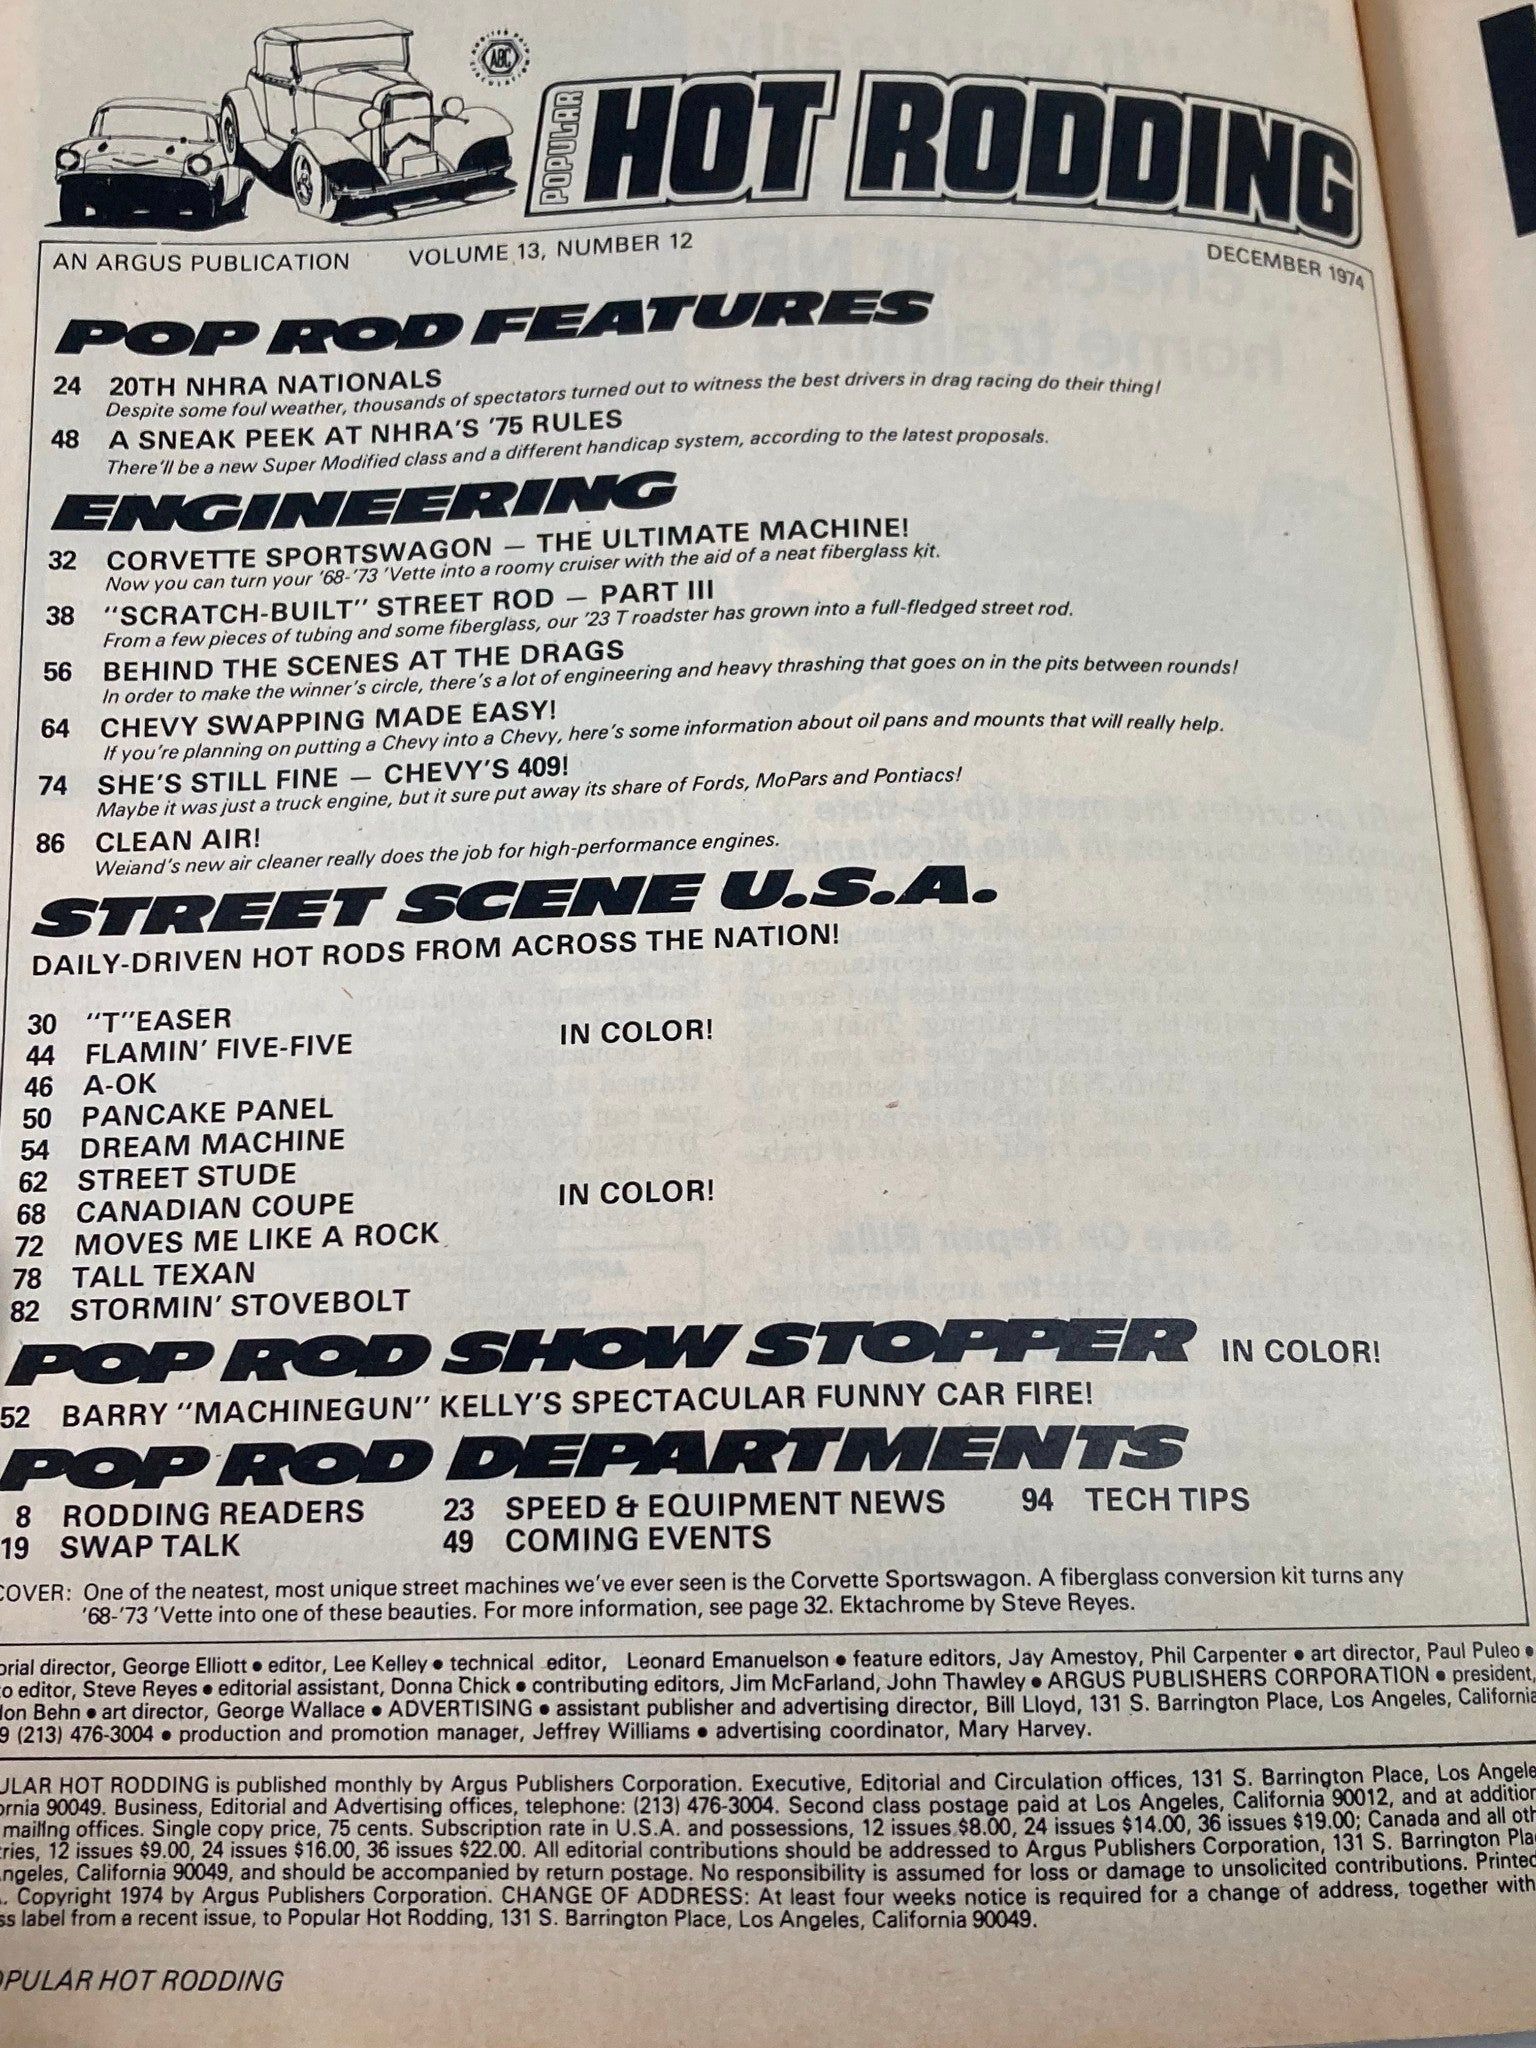 AUDITED PAID CIRCULATION
ABC
POPULAR HOT RODDING
AN ARGUS PUBLICATION VOLUME 13, NUMBER 12 DECEMBER 1974
POP ROD FEATURES
24 20TH NHRA NATIONALS
Despite some foul weather, thousands of spectators turned out to witness the best drivers in drag racing do their thing!
48 A SNEAK PEEK AT NHRA'S '75 RULES
There'll be a new Super Modified class and a different handicap system, according to the latest proposals.
ENGINEERING
32 CORVETTE SPORTSWAGON — THE ULTIMATE MACHINE!
Now you can turn your '68-'73 'Vette into a roomy cruiser with the aid of a neat fiberglass kit.
38 "SCRATCH-BUILT" STREET ROD — PART III
From a few pieces of tubing and some fiberglass, our '23 T roadster has grown into a full-fledged street rod.
56 BEHIND THE SCENES AT THE DRAGS
In order to make the winner's circle, there's a lot of engineering and heavy thrashing that goes on in the pits between rounds!
64 CHEVY SWAPPING MADE EASY!
If you're planning on putting a Chevy into a Chevy, here's some information about oil pans and mounts that will really help.
74 SHE'S STILL FINE — CHEVY'S 409!
Maybe it was just a truck engine, but it sure put away its share of Fords, MoPars and Pontiacs!
86 CLEAN AIR!
Weiand's new air cleaner really does the job for high-performance engines.
STREET SCENE U.S.A.
DAILY-DRIVEN HOT RODS FROM ACROSS THE NATION!
30 "T"EASER
44 FLAMIN' FIVE-FIVE IN COLOR!
46 A-OK
50 PANCAKE PANEL
54 DREAM MACHINE
62 STREET STUDE
68 CANADIAN COUPE IN COLOR!
72 MOVES ME LIKE A ROCK
78 TALL TEXAN
82 STORMIN' STOVEBOLT
POP ROD SHOW STOPPER IN COLOR!
52 BARRY "MACHINEGUN" KELLY'S SPECTACULAR FUNNY CAR FIRE!
POP ROD DEPARTMENTS
8 RODDING READERS 23 SPEED & EQUIPMENT NEWS 94 TECH TIPS
19 SWAP TALK 49 COMING EVENTS
COVER: One of the neatest, most unique street machines we've ever seen is the Corvette Sportswagon. A fiberglass conversion kit turns any
'68-'73 'Vette into one of these beauties. For more information, see page 32. Ektachrome by Steve Reyes.
orial director, George Elliott • editor, Lee Kelley • technical editor, Leonard Emanuelson • feature editors, Jay Amestoy, Phil Carpenter • art director, Paul Puleo •
to editor, Steve Reyes • editorial assistant, Donna Chick • contributing editors, Jim McFarland, John Thawley • ARGUS PUBLISHERS CORPORATION • president,
don Behn • art director, George Wallace • ADVERTISING • assistant publisher and advertising director, Bill Lloyd, 131 S. Barrington Place, Los Angeles, California
9 (213) 476-3004 • production and promotion manager, Jeffrey Williams • advertising coordinator, Mary Harvey.
ULAR HOT RODDING is published monthly by Argus Publishers Corporation. Executive, Editorial and Circulation offices, 131 S. Barrington Place, Los Angele
ornia 90049. Business, Editorial and Advertising offices, telephone: (213) 476-3004. Second class postage paid at Los Angeles, California 90012, and at addition
mailing offices. Single copy price, 75 cents. Subscription rate in U.S.A. and possessions, 12 issues $8.00, 24 issues $14.00, 36 issues $19.00; Canada and all oth
ries, 12 issues $9.00, 24 issues $16.00, 36 issues $22.00. All editorial contributions should be addressed to Argus Publishers Corporation, 131 S. Barrington Pla
ngeles, California 90049, and should be accompanied by return postage. No responsibility is assumed for loss or damage to unsolicited contributions. Printed
. Copyright 1974 by Argus Publishers Corporation. CHANGE OF ADDRESS: At least four weeks notice is required for a change of address, together with
ss label from a recent issue, to Popular Hot Rodding, 131 S. Barrington Place, Los Angeles, California 90049.
OPULAR HOT RODDING